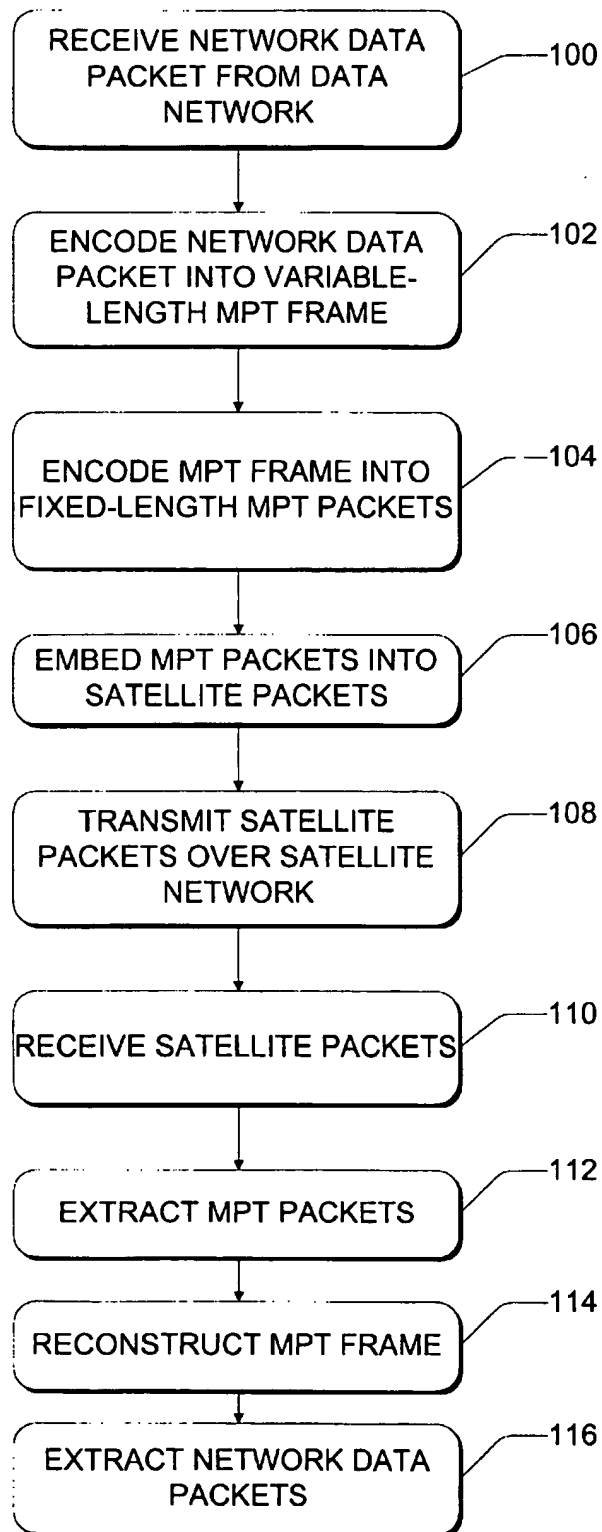 RECEIVE NETWORK DATA
PACKET FROM DATA
NETWORK
100
ENCODE NETWORK DATA
PACKET INTO VARIABLE-
LENGTH MPT FRAME
102
ENCODE MPT FRAME INTO
FIXED-LENGTH MPT PACKETS
104
EMBED MPT PACKETS INTO
SATELLITE PACKETS
106
TRANSMIT SATELLITE
PACKETS OVER SATELLITE
NETWORK
108
RECEIVE SATELLITE PACKETS
110
EXTRACT MPT PACKETS
112
RECONSTRUCT MPT FRAME
114
EXTRACT NETWORK DATA
PACKETS
116